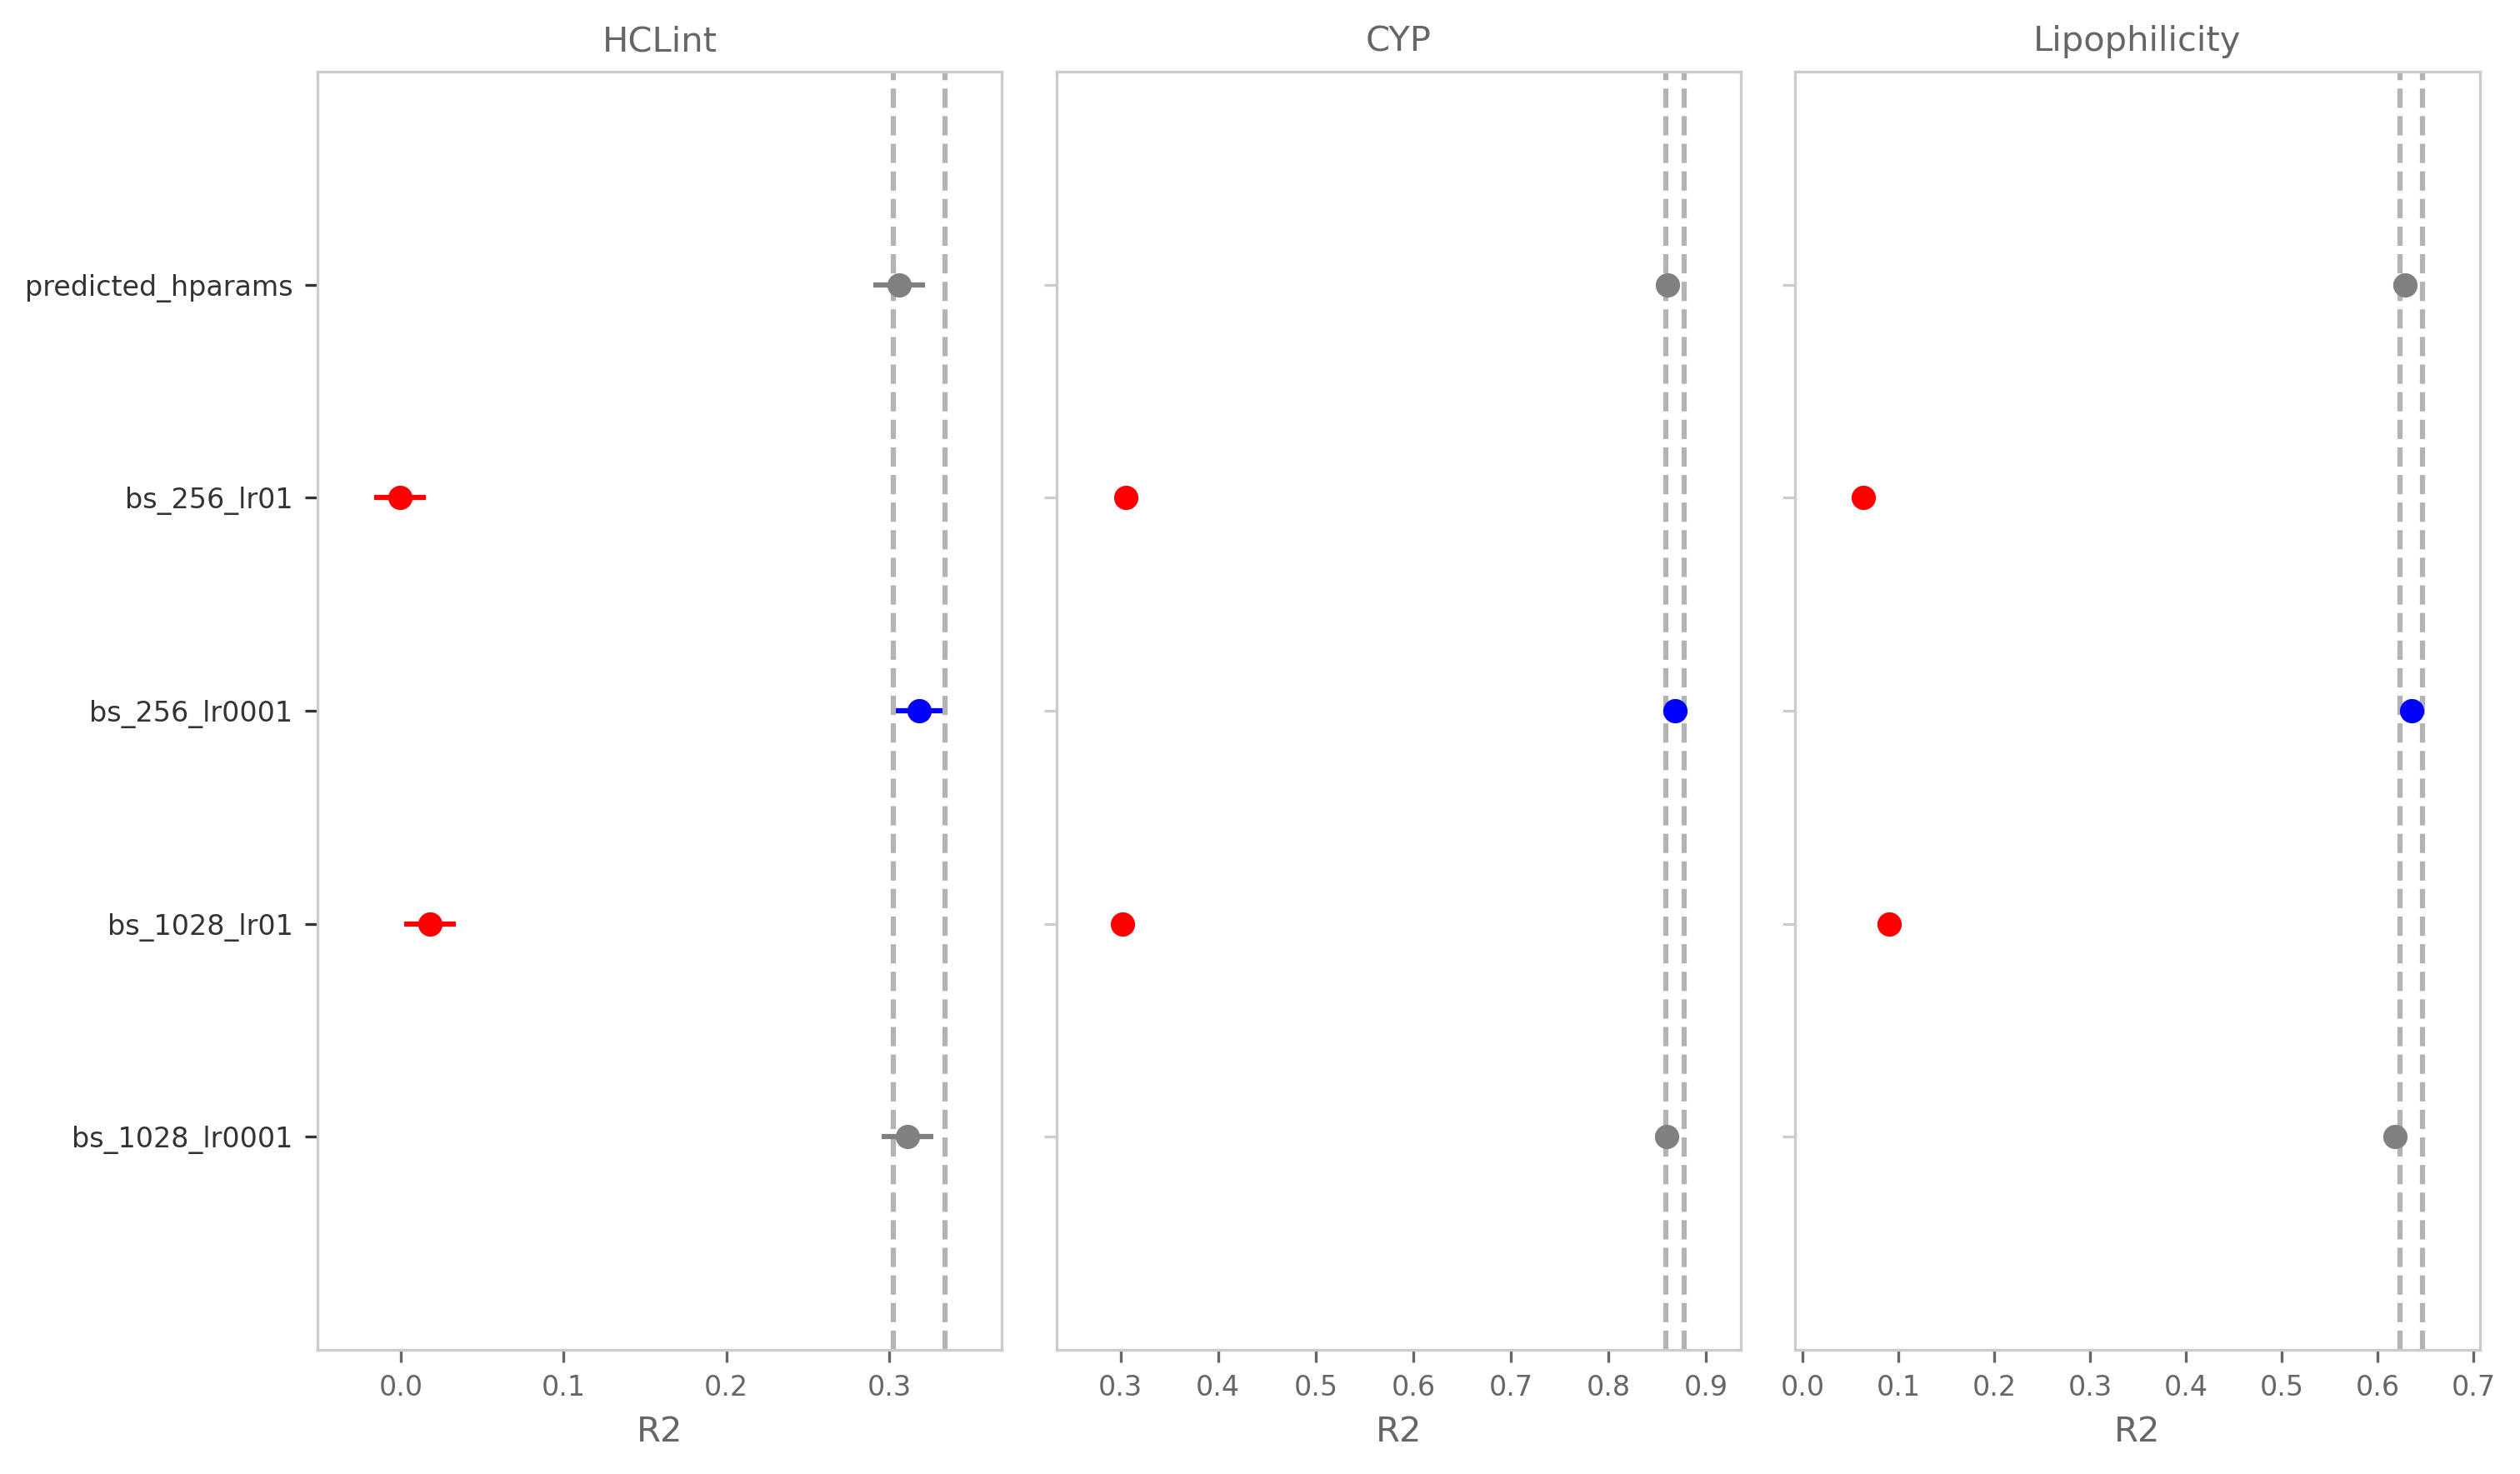 HCLint
CYP
Lipophilicity
predicted_hparams
bs_256_lr01
bs_256_lr0001
bs_1028_lr01
bs_1028_lr0001
0.0 0.1 0.2 0.3
0.3 0.4 0.5 0.6 0.7 0.8 0.9
0.0 0.1 0.2 0.3 0.4 0.5 0.6 0.7
R2
R2
R2